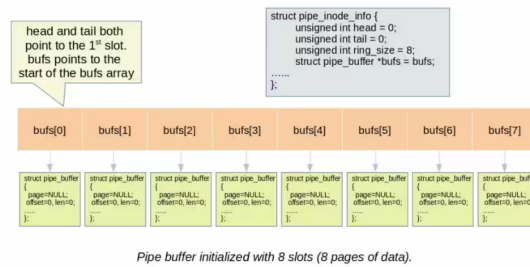 head and tail both
point to the 1st slot.
bufs points to the
start of the bufs array
struct pipe_inode_info {
unsigned int head = 0;
unsigned int tail = 0;
unsigned int ring_size = 8;
struct pipe_buffer *bufs = bufs;
......
};
bufs[0] bufs[1] bufs[2] bufs[3] bufs[4] bufs[5] bufs[6] bufs[7]
struct pipe_buffer
{
page=NULL;
offset=0, len=0;
.....
};
struct pipe_buffer
{
page=NULL;
offset=0, len=0;
.....
};
struct pipe_buffer
{
page=NULL;
offset=0, len=0;
.....
};
struct pipe_buffer
{
page=NULL;
offset=0, len=0;
.....
};
struct pipe_buffer
{
page=NULL;
offset=0, len=0;
.....
};
struct pipe_buffer
{
page=NULL;
offset=0, len=0;
.....
};
struct pipe_buffer
{
page=NULL;
offset=0, len=0;
.....
};
struct pipe_buff
{
page=NULL;
offset=0, len=0
.....
};
Pipe buffer initialized with 8 slots (8 pages of data).